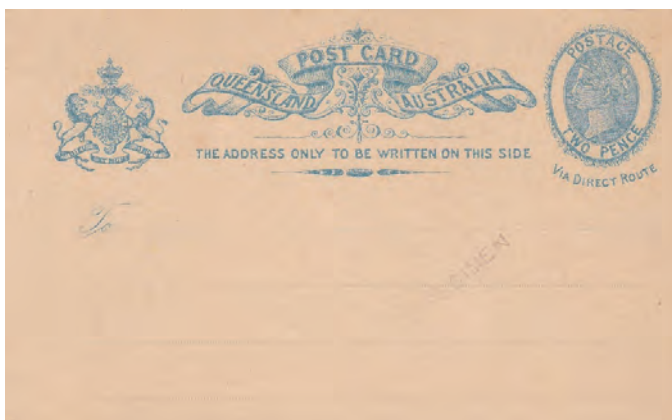 POST CARD
QUEENSLAND AUSTRALIA
POSTAGE
TWO PENCE
THE ADDRESS ONLY TO BE WRITTEN ON THIS SIDE
VIA DIRECT ROUTE